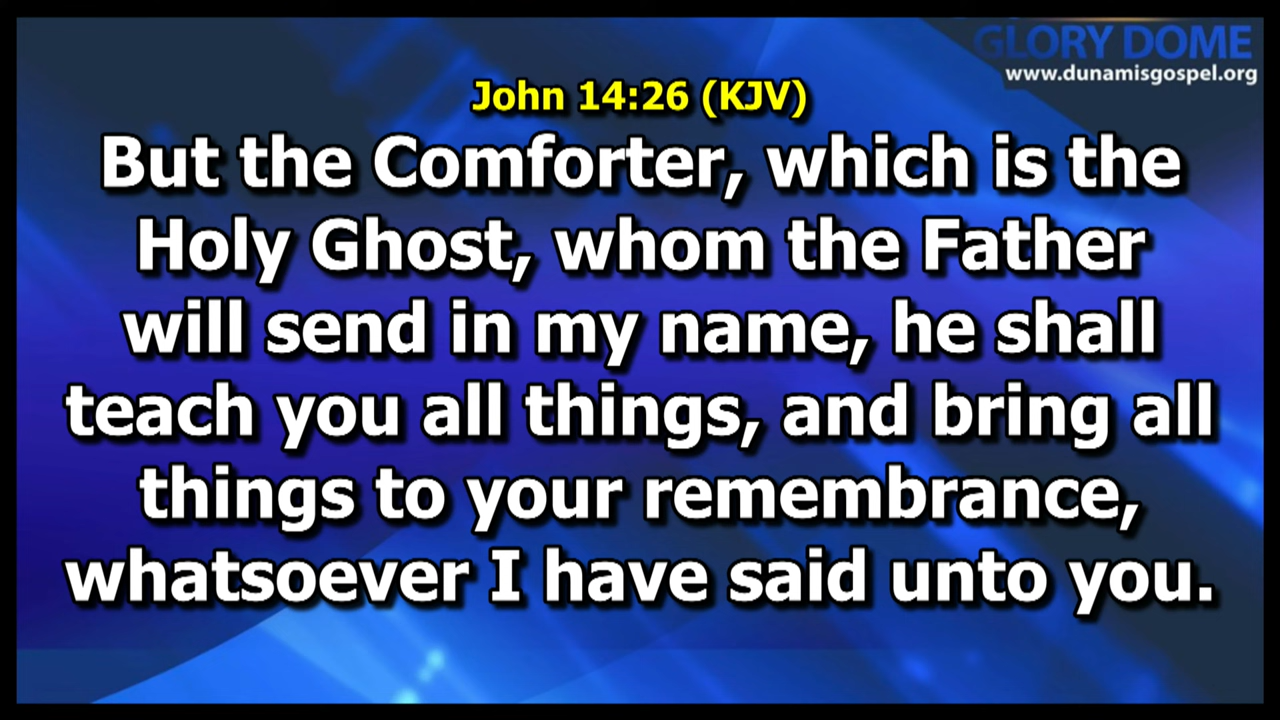 GLORY DOME
www.dunamisgospel.org
John 14:26 (KJV)
But the Comforter, which is the
Holy Ghost, whom the Father
will send in my name, he shall
teach you all things, and bring all
things to your remembrance,
whatsoever I have said unto you.